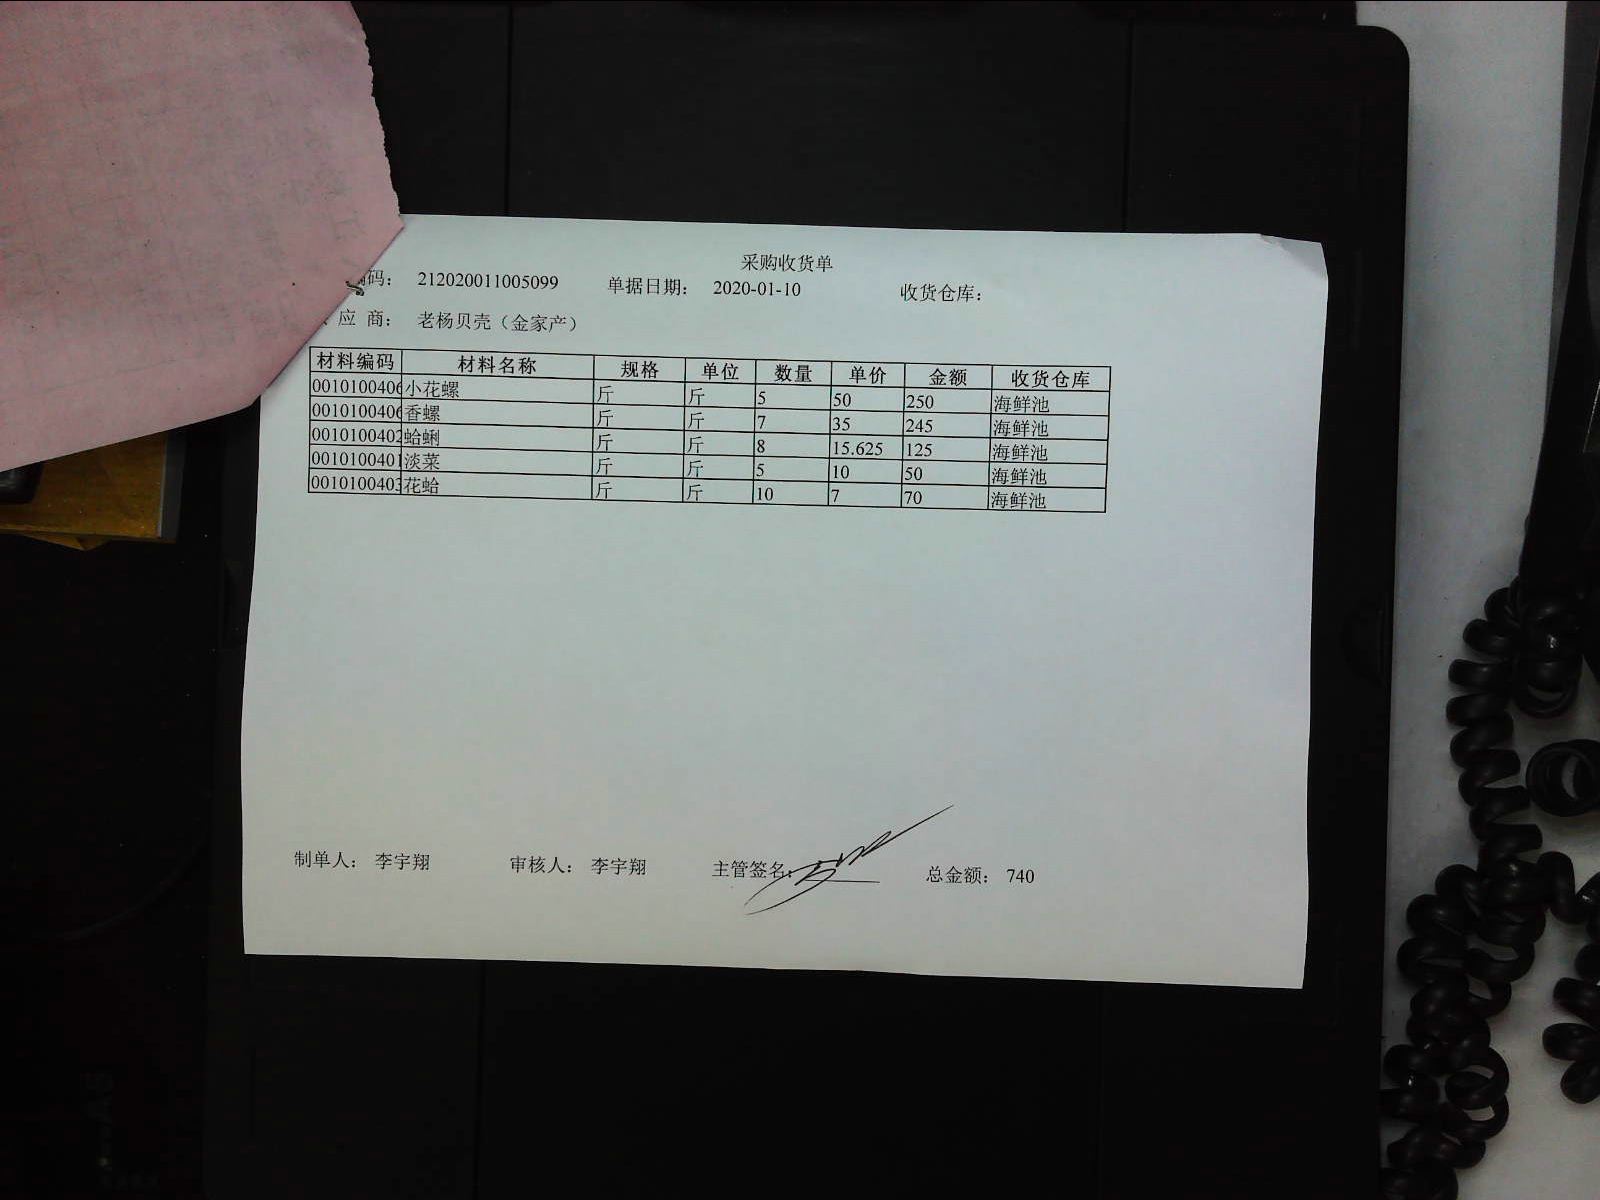 采购收货单
编码： 212020011005099 单据日期： 2020-01-10 收货仓库：
应 商： 老杨贝壳（金家产）
材料编码 材料名称 规格 单位 数量 单价 金额 收货仓库
0010100406 小花螺 斤 斤 5 50 250 海鲜池
0010100406 香螺 斤 斤 7 35 245 海鲜池
0010100402 蛤蜊 斤 斤 8 15.625 125 海鲜池
0010100401 淡菜 斤 斤 5 10 50 海鲜池
0010100403 花蛤 斤 斤 10 7 70 海鲜池
制单人： 李宇翔 审核人： 李宇翔 主管签名： 总金额： 740